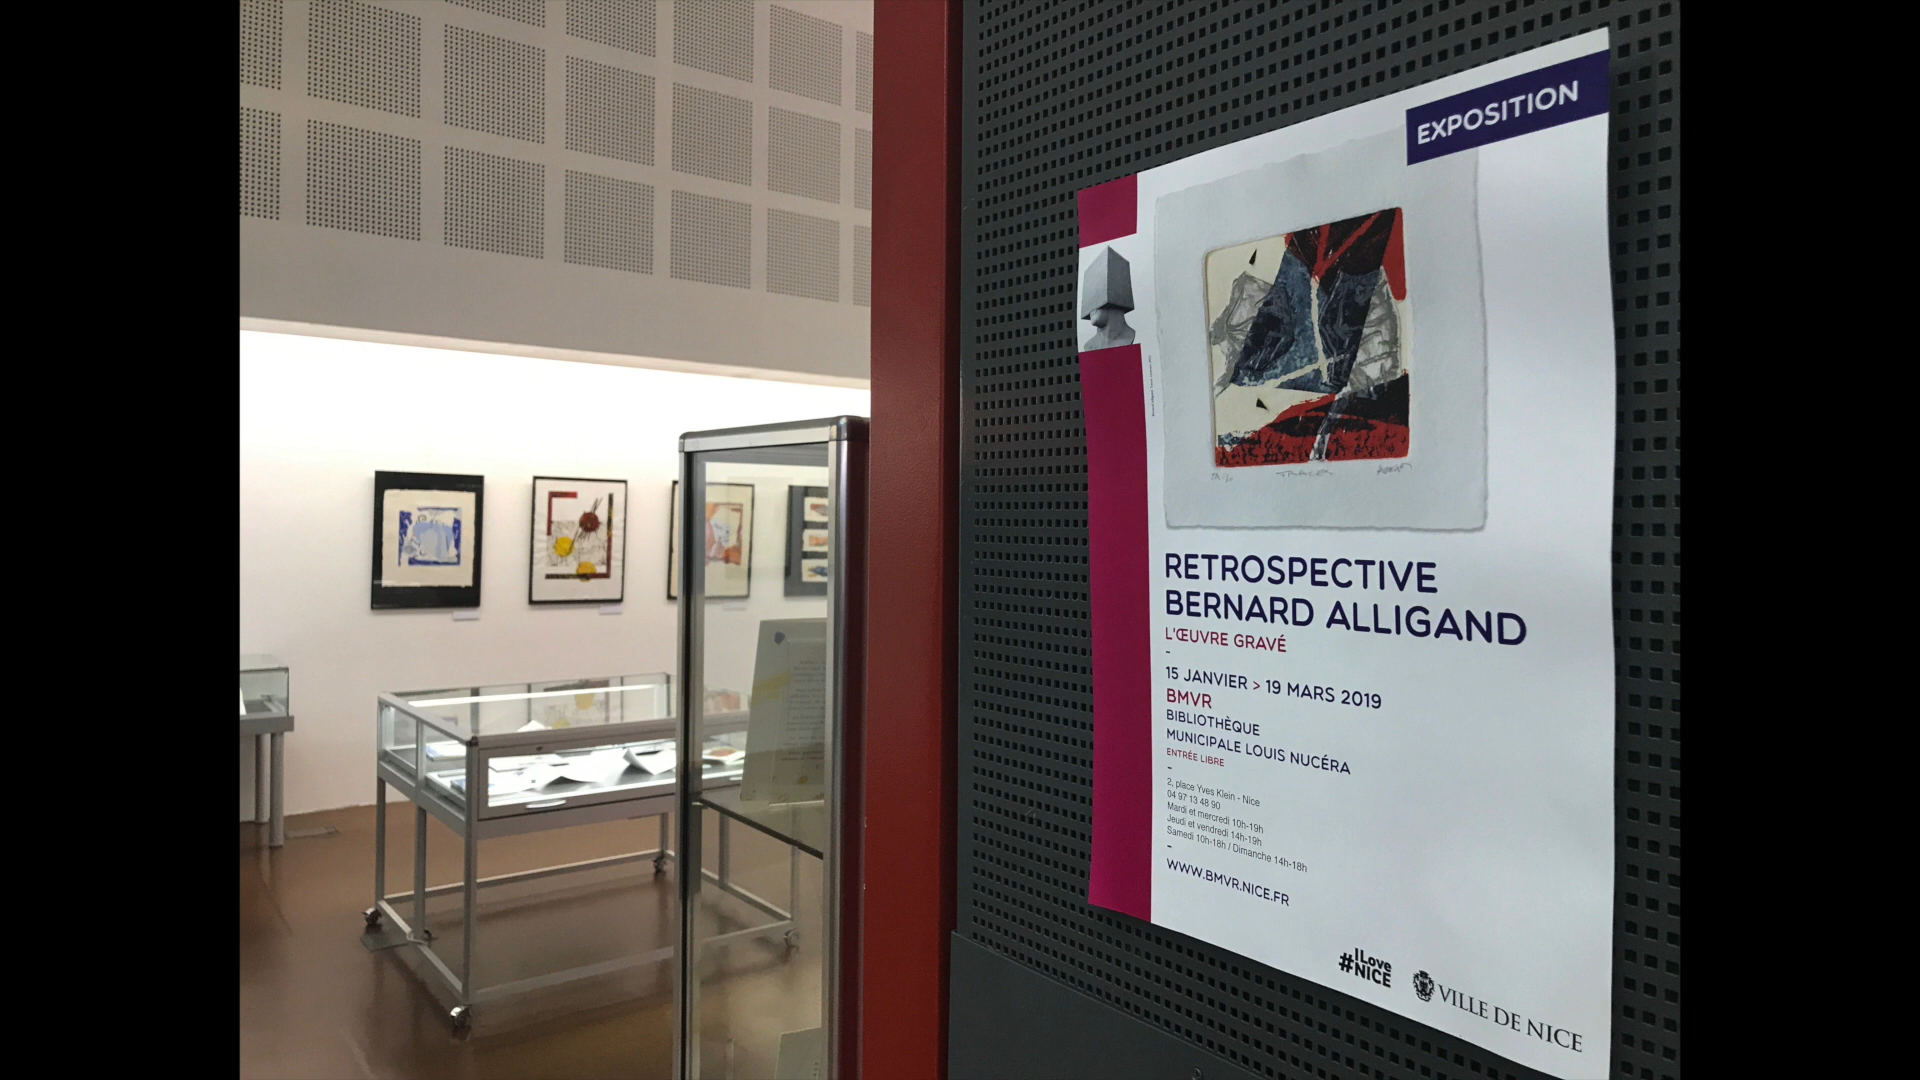 EXPOSITION
RETROSPECTIVE
BERNARD ALLIGAND
L'ŒUVRE GRAVÉ
-
15 JANVIER > 19 MARS 2019
BMVR
BIBLIOTHÈQUE
MUNICIPALE LOUIS NUCÉRA
ENTRÉE LIBRE
-
2, place Yves Klein - Nice
04 97 13 48 90
Mardi et mercredi 10h-19h
Jeudi et vendredi 14h-19h
Samedi 10h-18h / Dimanche 14h-18h
-
WWW.BMVR.NICE.FR
#ILove
NICE
VILLE DE NICE